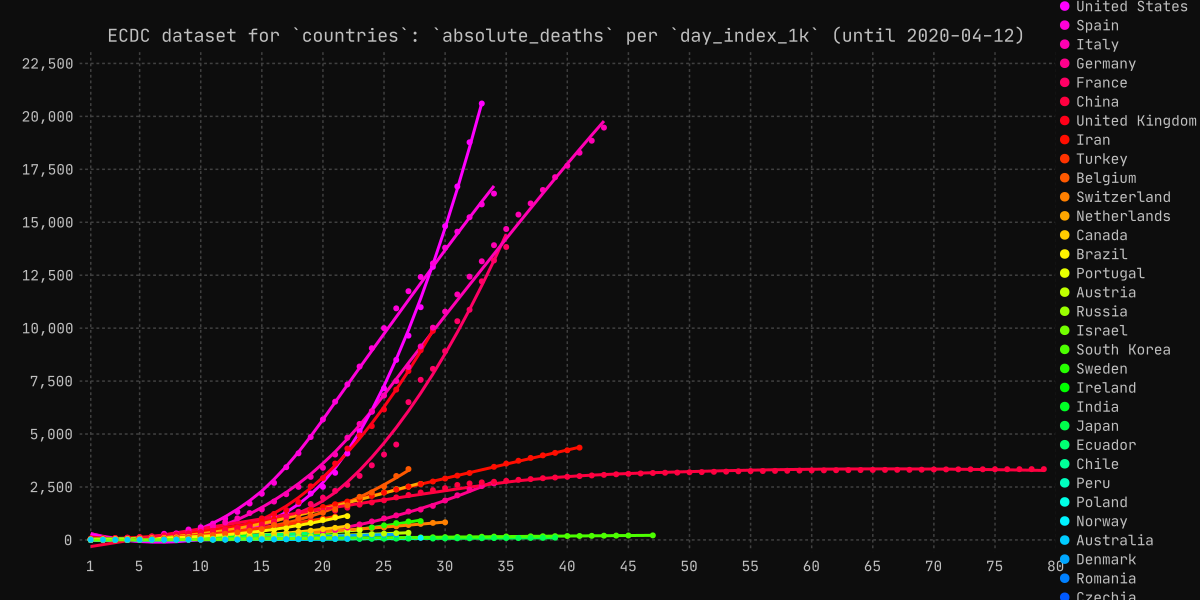 ECDC dataset for `countries`: `absolute_deaths` per `day_index_1k` (until 2020-04-12)
22,500
20,000
17,500
15,000
12,500
10,000
7,500
5,000
2,500
0
1
5
10
15
20
25
30
35
40
45
50
55
60
65
70
75
80
United States
Spain
Italy
Germany
France
China
United Kingdom
Iran
Turkey
Belgium
Switzerland
Netherlands
Canada
Brazil
Portugal
Austria
Russia
Israel
South Korea
Sweden
Ireland
India
Japan
Ecuador
Chile
Peru
Poland
Norway
Australia
Denmark
Romania
Czechia